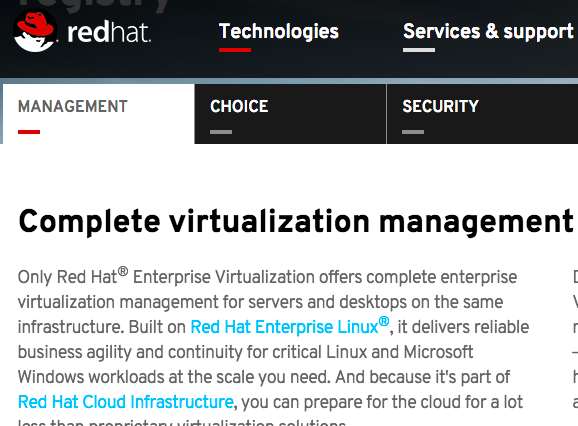 registry
redhat.
Technologies
Services & support
MANAGEMENT
CHOICE
SECURITY
Complete virtualization management
Only Red Hat® Enterprise Virtualization offers complete enterprise
virtualization management for servers and desktops on the same
infrastructure. Built on Red Hat Enterprise Linux®, it delivers reliable
business agility and continuity for critical Linux and Microsoft
Windows workloads at the scale you need. And because it's part of
Red Hat Cloud Infrastructure, you can prepare for the cloud for a lot
less than proprietary virtualization solutions.